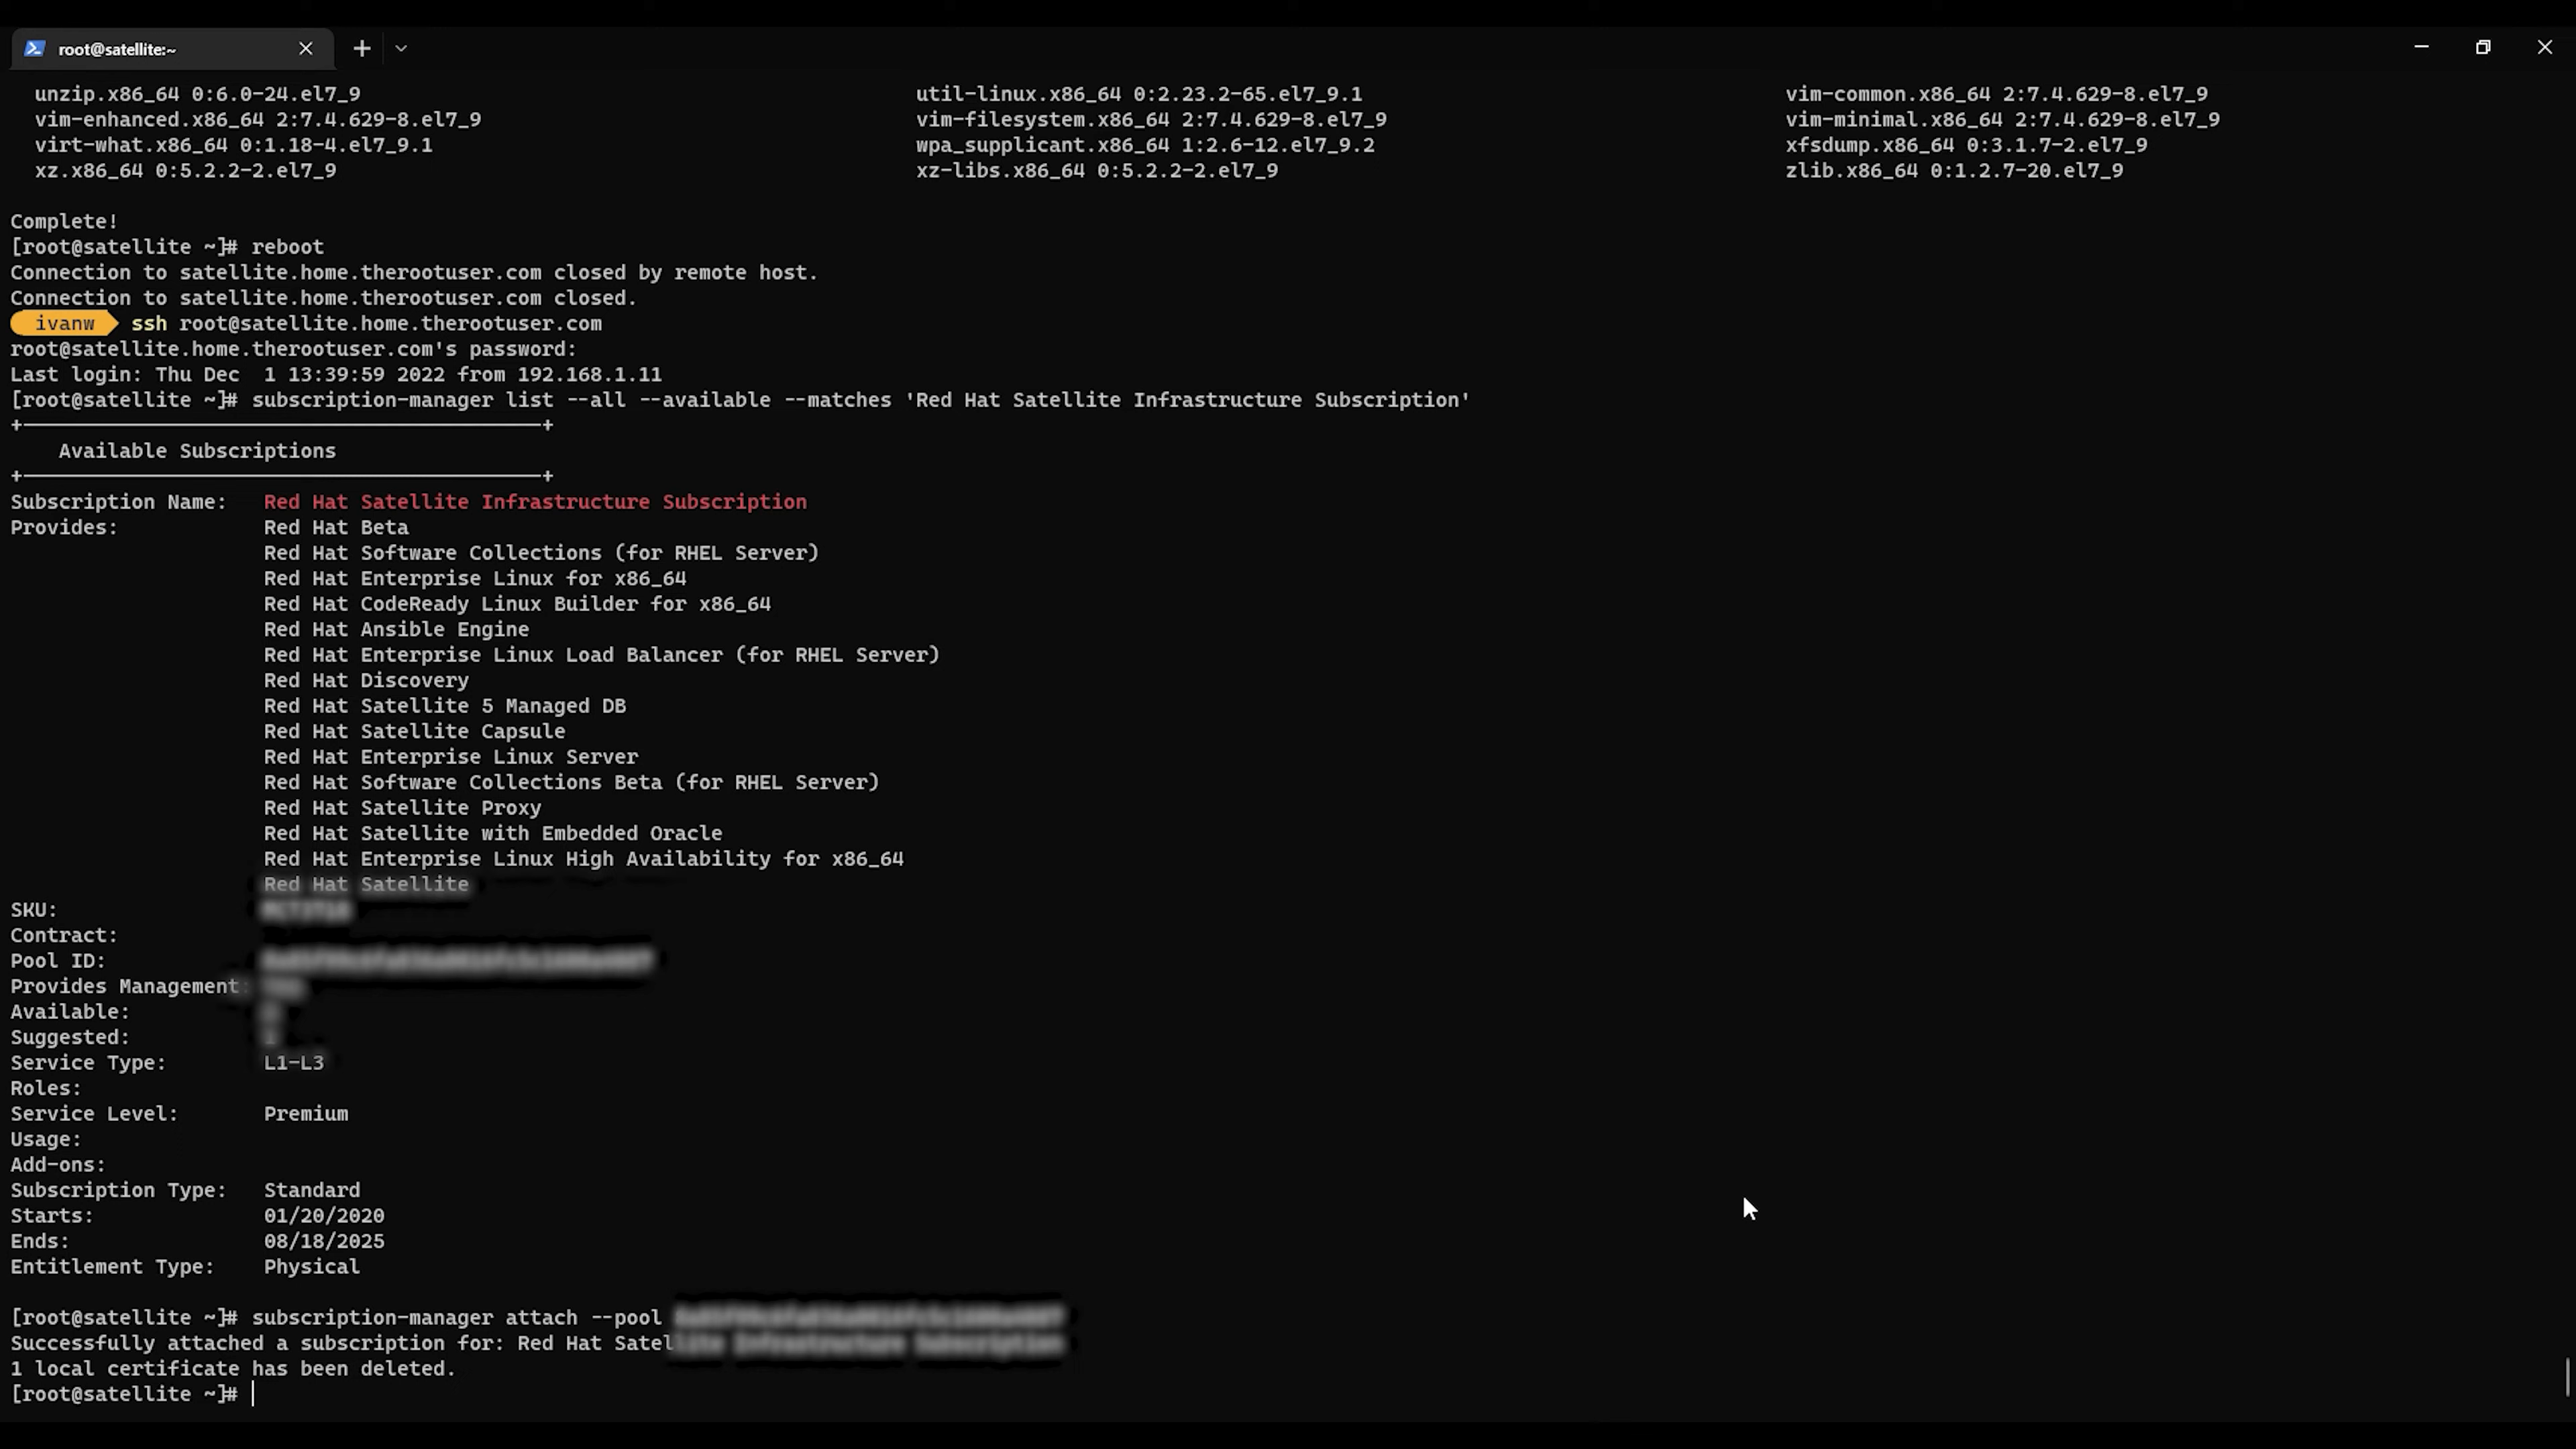 root@satellite:~
unzip.x86_64 0:6.0-24.el7_9 util-linux.x86_64 0:2.23.2-65.el7_9.1 vim-common.x86_64 2:7.4.629-8.el7_9
vim-enhanced.x86_64 2:7.4.629-8.el7_9 vim-filesystem.x86_64 2:7.4.629-8.el7_9 vim-minimal.x86_64 2:7.4.629-8.el7_9
virt-what.x86_64 0:1.18-4.el7_9.1 wpa_supplicant.x86_64 1:2.6-12.el7_9.2 xfsdump.x86_64 0:3.1.7-2.el7_9
xz.x86_64 0:5.2.2-2.el7_9 xz-libs.x86_64 0:5.2.2-2.el7_9 zlib.x86_64 0:1.2.7-20.el7_9
Complete!
[root@satellite ~]# reboot
Connection to satellite.home.therootuser.com closed by remote host.
Connection to satellite.home.therootuser.com closed.
ivanw ssh root@satellite.home.therootuser.com
root@satellite.home.therootuser.com's password:
Last login: Thu Dec  1 13:39:59 2022 from 192.168.1.11
[root@satellite ~]# subscription-manager list --all --available --matches 'Red Hat Satellite Infrastructure Subscription'
+-------------------------------------------+
Available Subscriptions
+-------------------------------------------+
Subscription Name: Red Hat Satellite Infrastructure Subscription
Provides: Red Hat Beta
Red Hat Software Collections (for RHEL Server)
Red Hat Enterprise Linux for x86_64
Red Hat CodeReady Linux Builder for x86_64
Red Hat Ansible Engine
Red Hat Enterprise Linux Load Balancer (for RHEL Server)
Red Hat Discovery
Red Hat Satellite 5 Managed DB
Red Hat Satellite Capsule
Red Hat Enterprise Linux Server
Red Hat Software Collections Beta (for RHEL Server)
Red Hat Satellite Proxy
Red Hat Satellite with Embedded Oracle
Red Hat Enterprise Linux High Availability for x86_64
Red Hat Satellite
SKU:
Contract:
Pool ID:
Provides Management:
Available:
Suggested:
Service Type: L1-L3
Roles:
Service Level: Premium
Usage:
Add-ons:
Subscription Type: Standard
Starts: 01/20/2020
Ends: 08/18/2025
Entitlement Type: Physical
[root@satellite ~]# subscription-manager attach --pool
Successfully attached a subscription for: Red Hat Satellite Infrastructure Subscription
1 local certificate has been deleted.
[root@satellite ~]#